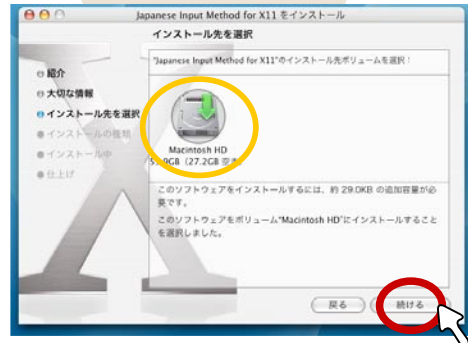 Japanese Input Method for X11 をインストール
インストール先を選択
"Japanese Input Method for X11"のインストール先ボリュームを選択！
紹介
大切な情報
インストール先を選択
インストールの種類
インストール中
仕上げ
Macintosh HD
(27.2GB 空き)
このソフトウェアをインストールするには、約 29.0KB の追加容量が必
要です。
このソフトウェアをボリューム"Macintosh HD"にインストールすること
を選択しました。
戻る
続ける